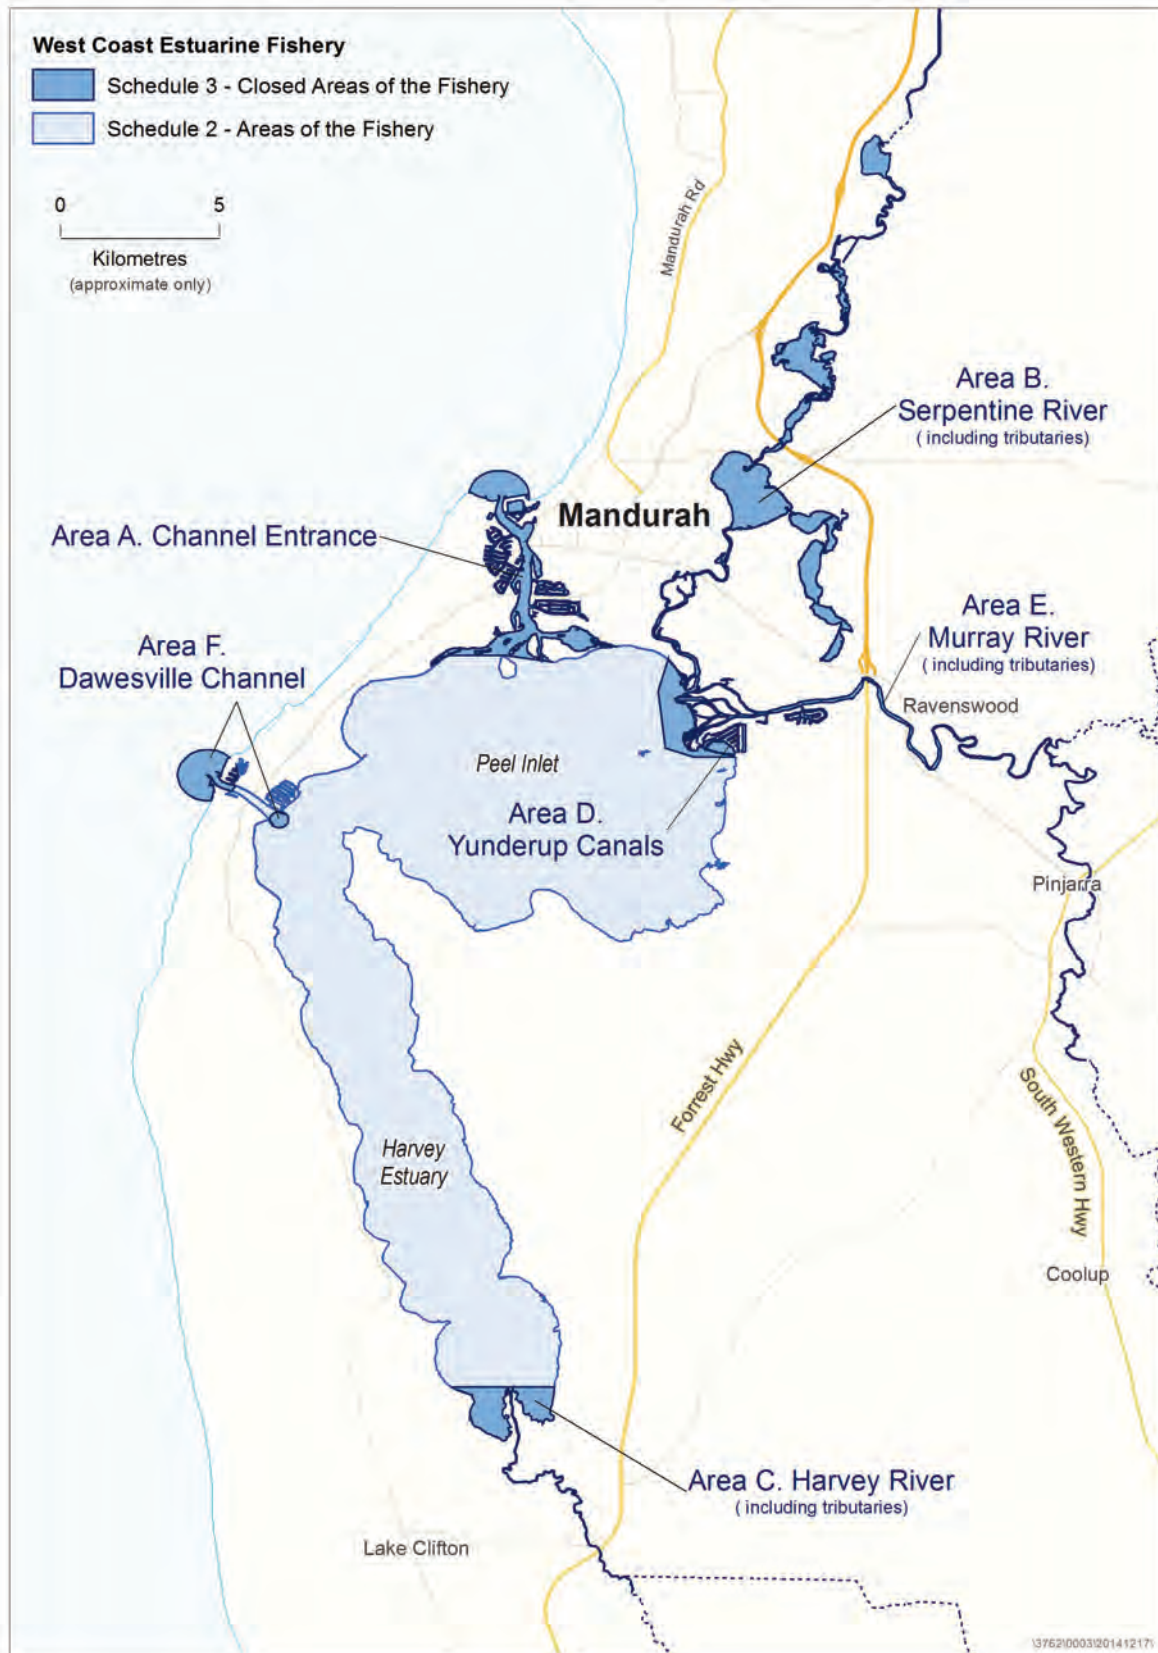 West Coast Estuarine Fishery
Schedule 3 - Closed Areas of the Fishery
Schedule 2 - Areas of the Fishery
0 5
Kilometres
(approximate only)
Mandurah Rd
Area B.
Serpentine River
( including tributaries)
Mandurah
Area A. Channel Entrance
Area E.
Murray River
( including tributaries)
Area F.
Dawesville Channel
Ravenswood
Peel Inlet
Area D.
Yunderup Canals
Pinjarra
Forrest Hwy
South Western Hwy
Harvey
Estuary
Coolup
Area C. Harvey River
( including tributaries)
Lake Clifton
\3762\0003\20141217\